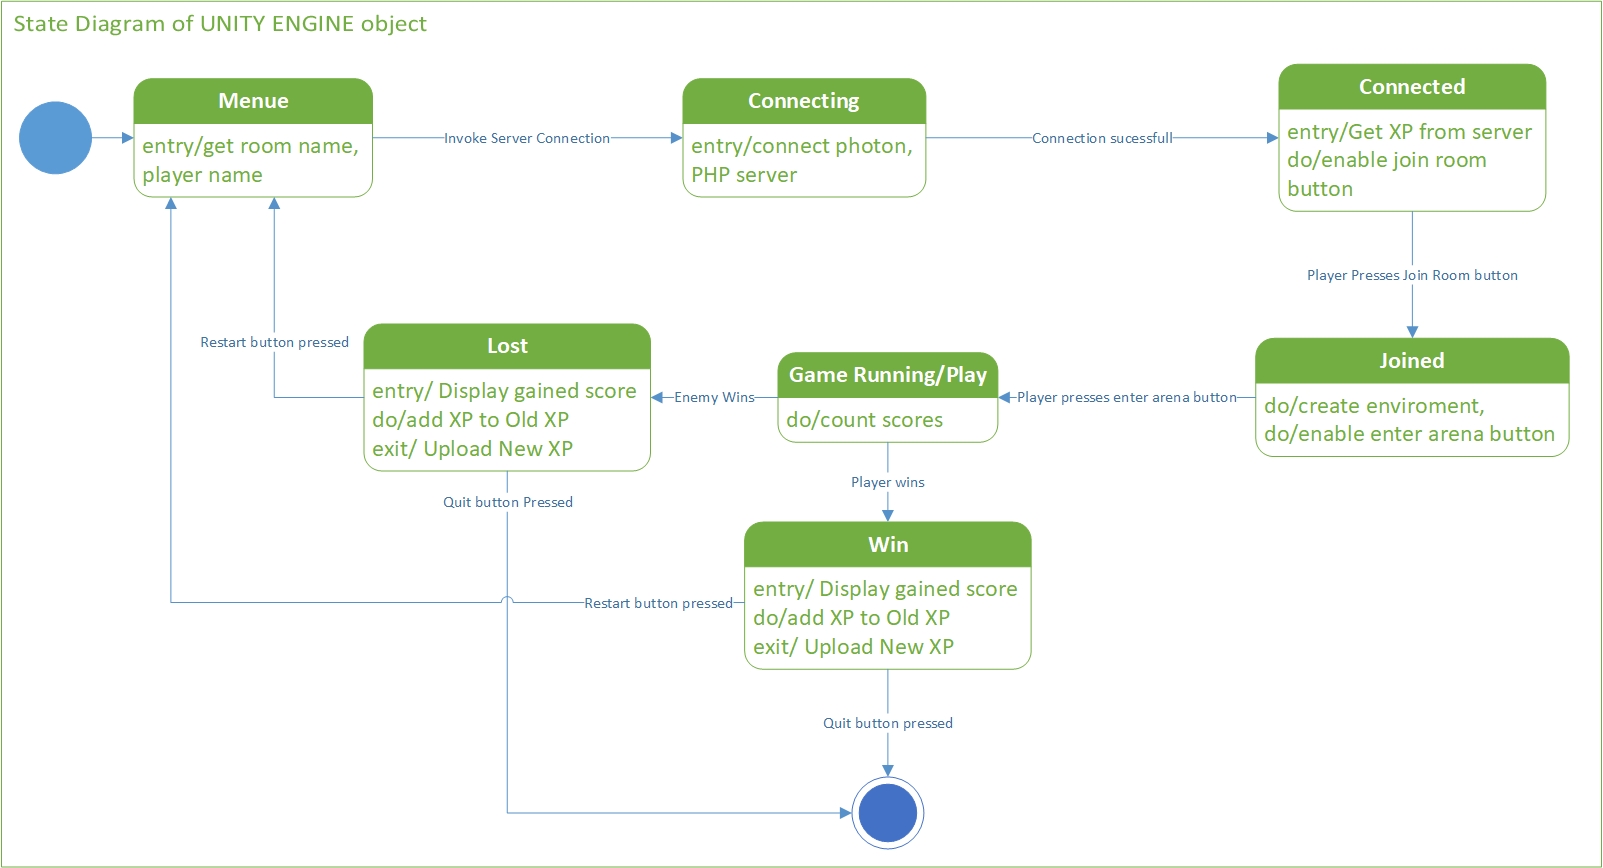 State Diagram of UNITY ENGINE object
Menue
entry/get room name,
player name
Invoke Server Connection
Connecting
entry/connect photon,
PHP server
Connection sucessfull
Connected
entry/Get XP from server
do/enable join room
button
Player Presses Join Room button
Joined
do/create enviroment,
do/enable enter arena button
Player presses enter arena button
Game Running/Play
do/count scores
Enemy Wins
Lost
entry/ Display gained score
do/add XP to Old XP
exit/ Upload New XP
Restart button pressed
Quit button Pressed
Player wins
Win
entry/ Display gained score
do/add XP to Old XP
exit/ Upload New XP
Restart button pressed
Quit button pressed